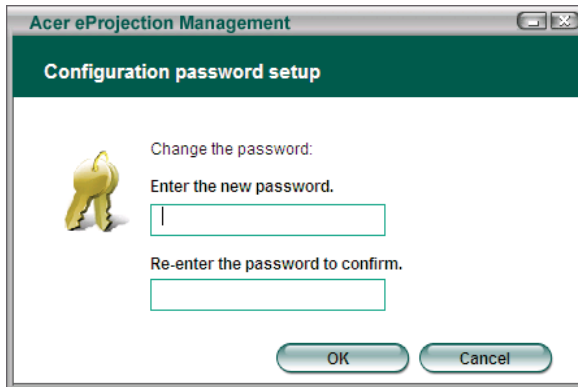 Acer eProjection Management
Configuration password setup
Change the password:
Enter the new password.
Re-enter the password to confirm.
OK
Cancel